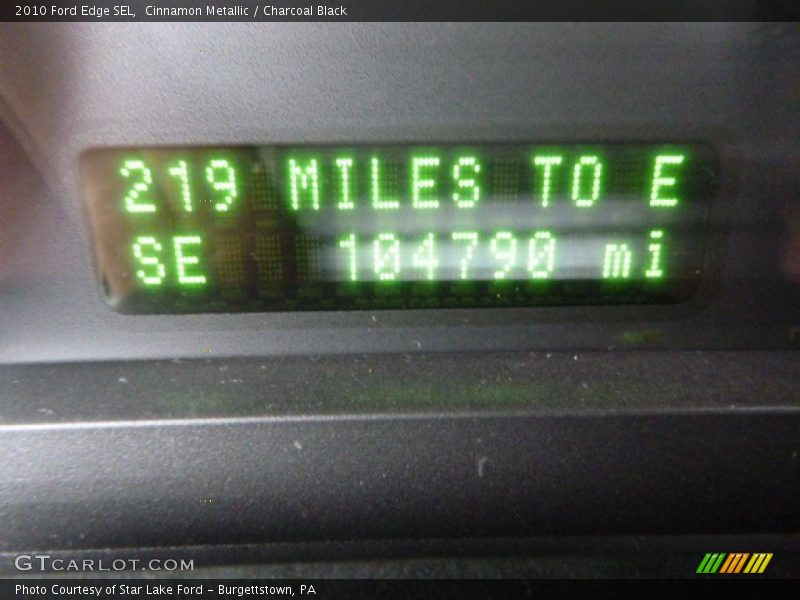 2010 Ford Edge SEL,  Cinnamon Metallic / Charcoal Black
219 MILES TO E
SE 104790 mi
GTCARLOT.COM
Photo Courtesy of Star Lake Ford – Burgettstown, PA